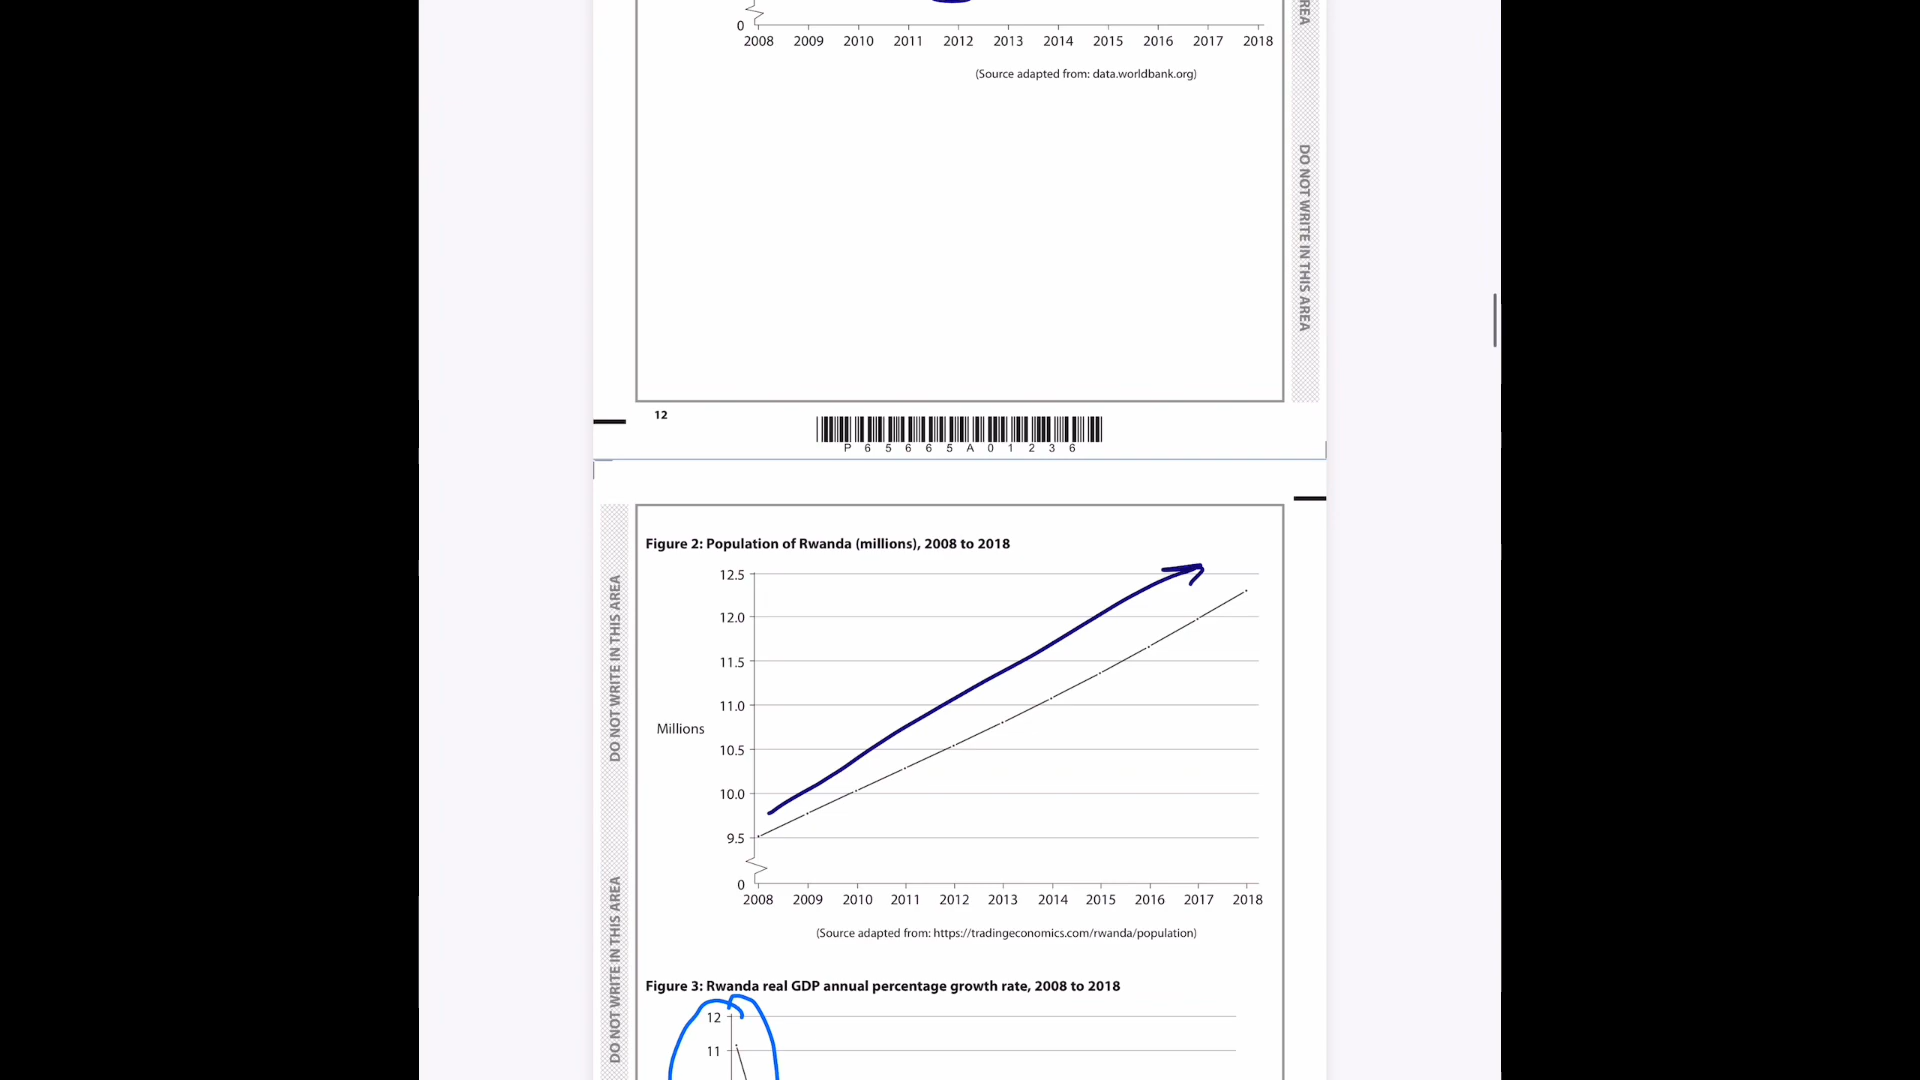 0
2008 2009 2010 2011 2012 2013 2014 2015 2016 2017 2018
(Source adapted from: data.worldbank.org)
REA
DO NOT WRITE IN THIS AREA
12
P 6 5 6 6 5 A 0 1 2 3 6
DO NOT WRITE IN THIS AREA
DO NOT WRITE IN THIS AREA
Figure 2: Population of Rwanda (millions), 2008 to 2018
12.5
12.0
11.5
11.0
Millions
10.5
10.0
9.5
0
2008 2009 2010 2011 2012 2013 2014 2015 2016 2017 2018
(Source adapted from: https://tradingeconomics.com/rwanda/population)
Figure 3: Rwanda real GDP annual percentage growth rate, 2008 to 2018
12
11